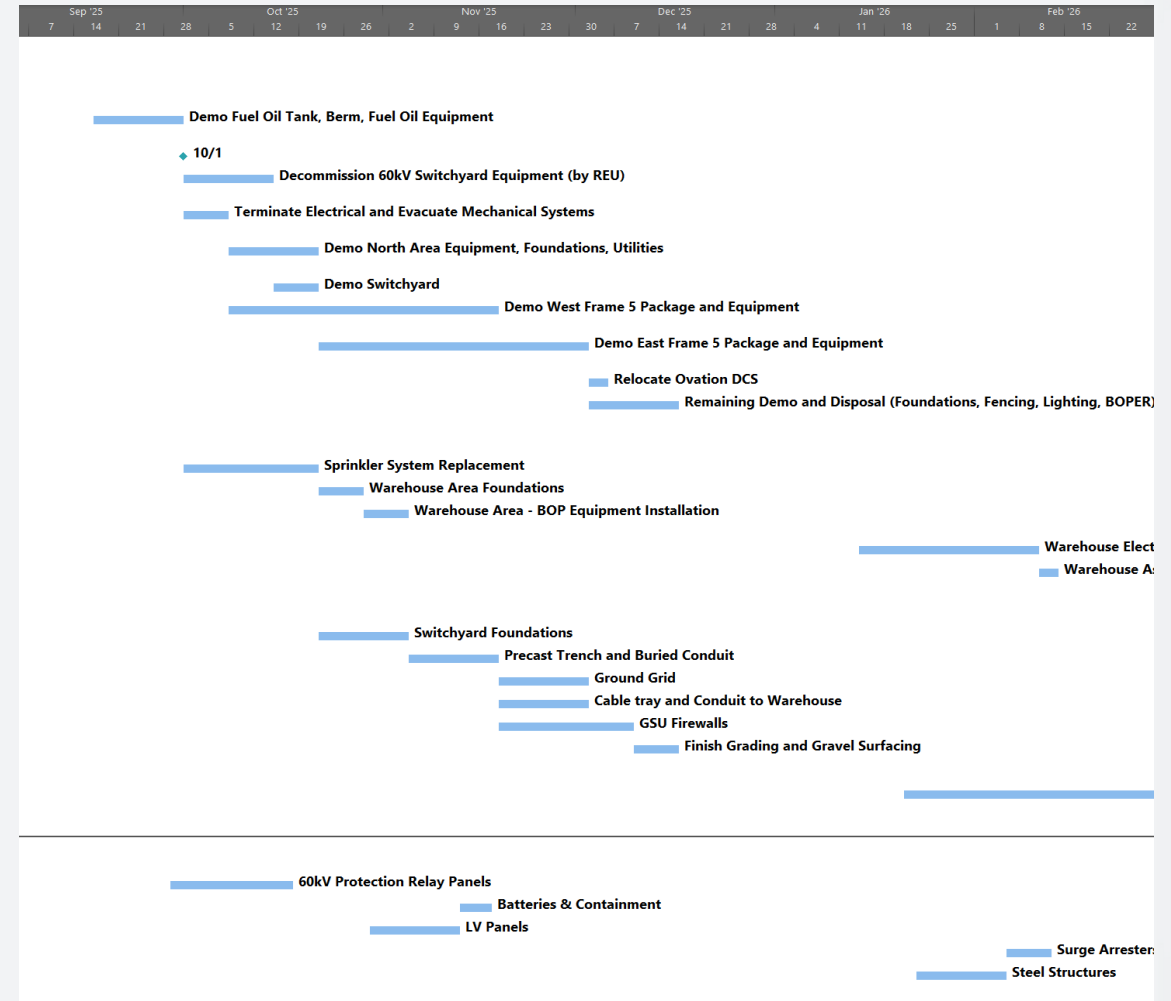 Sep '25 Oct '25 Nov '25 Dec '25 Jan '26 Feb '26
7 14 21 28 5 12 19 26 2 9 16 23 30 7 14 21 28 4 11 18 25 1 8 15 22
Demo Fuel Oil Tank, Berm, Fuel Oil Equipment
10/1
Decommission 60kV Switchyard Equipment (by REU)
Terminate Electrical and Evacuate Mechanical Systems
Demo North Area Equipment, Foundations, Utilities
Demo Switchyard
Demo West Frame 5 Package and Equipment
Demo East Frame 5 Package and Equipment
Relocate Ovation DCS
Remaining Demo and Disposal (Foundations, Fencing, Lighting, BOPER)
Sprinkler System Replacement
Warehouse Area Foundations
Warehouse Area - BOP Equipment Installation
Warehouse Elect
Warehouse
Switchyard Foundations
Precast Trench and Buried Conduit
Ground Grid
Cable tray and Conduit to Warehouse
GSU Firewalls
Finish Grading and Gravel Surfacing
60kV Protection Relay Panels
Batteries & Containment
LV Panels
Surge Arrester
Steel Structures